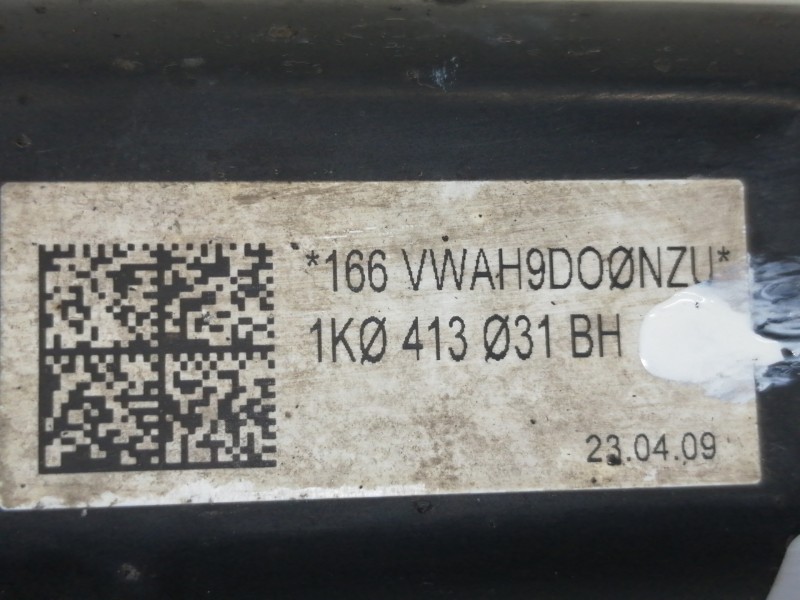 *166 VWAH9DOØNZU*
1KØ 413 Ø31 BH
23.04.09